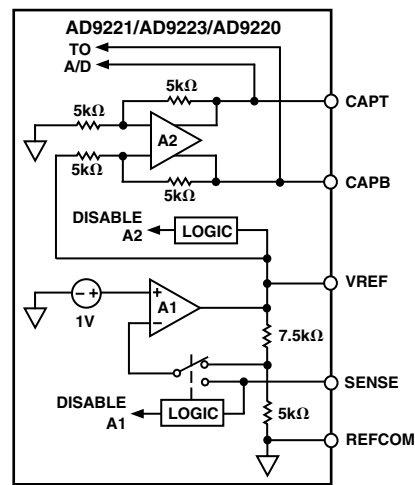 AD9221/AD9223/AD9220
TO
A/D
5kΩ
CAPT
5kΩ
A2
5kΩ
5kΩ
CAPB
DISABLE
A2
LOGIC
VREF
1V
A1
7.5kΩ
SENSE
DISABLE
A1
LOGIC
5kΩ
REFCOM